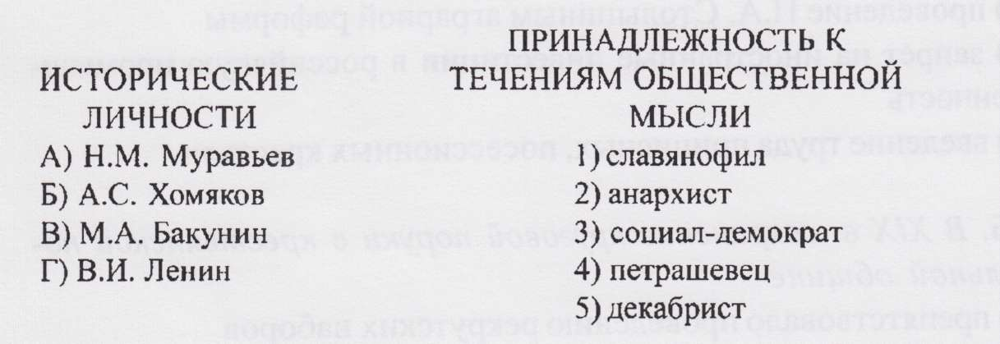 ИСТОРИЧЕСКИЕ
ЛИЧНОСТИ
А) Н.М. Муравьев
Б) А.С. Хомяков
В) М.А. Бакунин
Г) В.И. Ленин
ПРИНАДЛЕЖНОСТЬ К
ТЕЧЕНИЯМ ОБЩЕСТВЕННОЙ
МЫСЛИ
1) славянофил
2) анархист
3) социал-демократ
4) петрашевец
5) декабрист